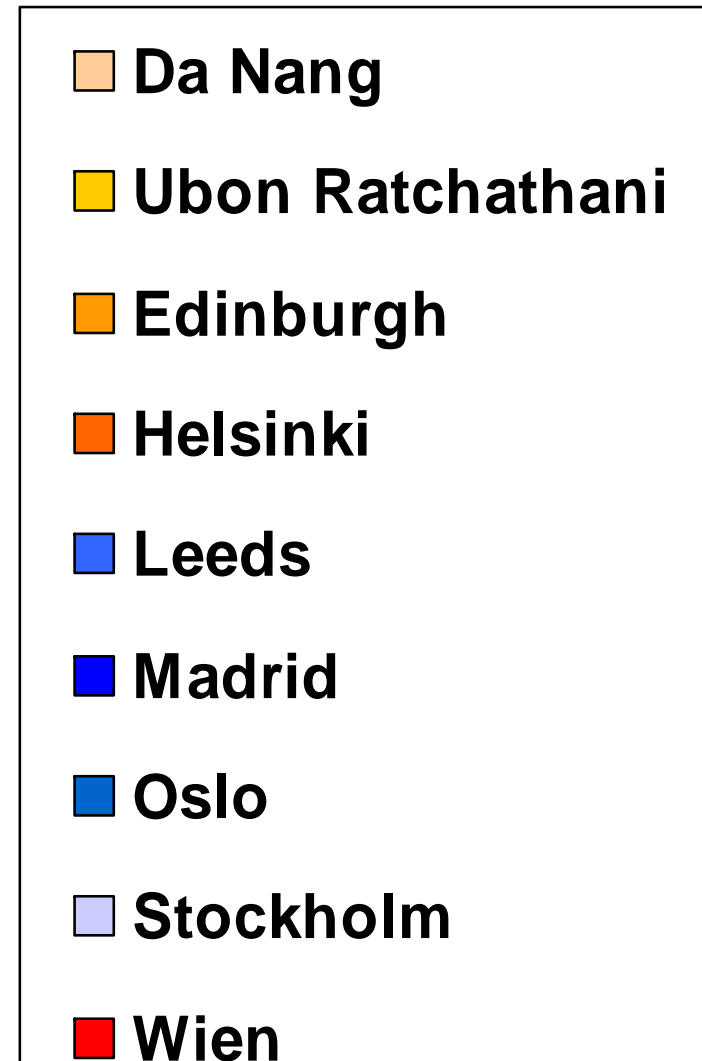 Da Nang
Ubon Ratchathani
Edinburgh
Helsinki
Leeds
Madrid
Oslo
Stockholm
Wien